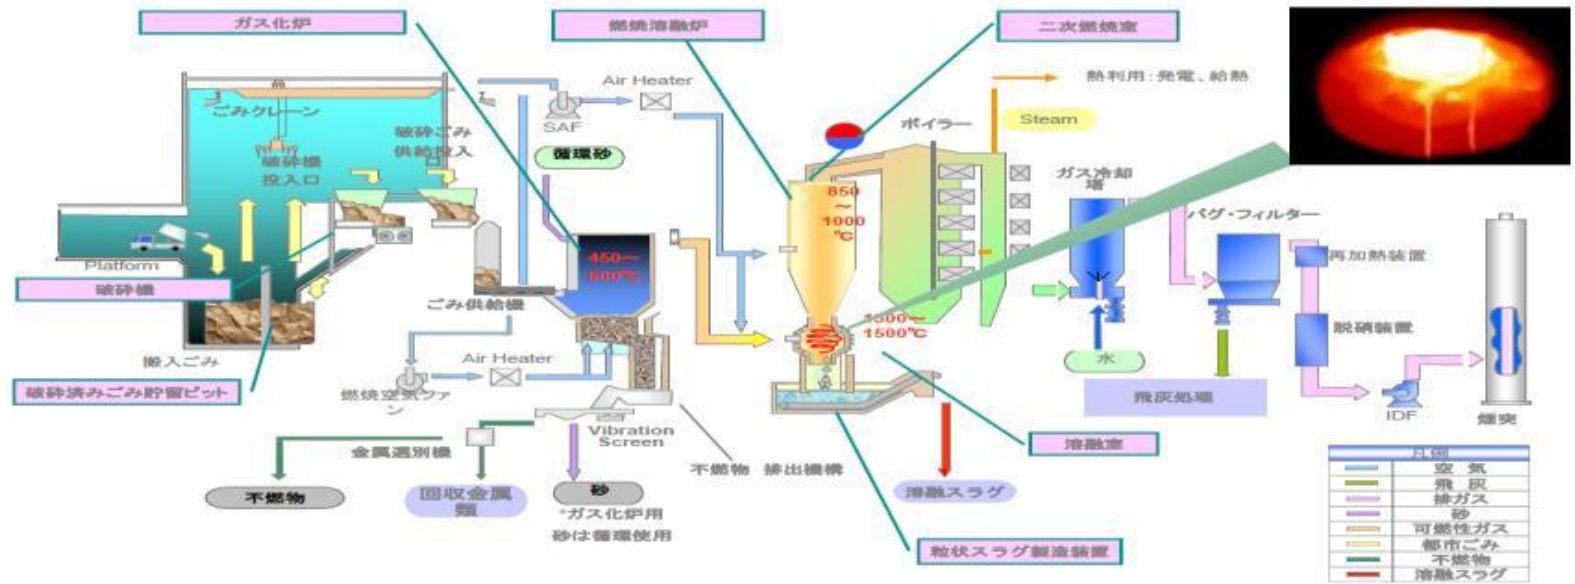 ガス化炉
燃焼溶融炉
二次燃焼室
Air Heater
熱利用：発電、給熱
ごみクレーン
SAF
Steam
ボイラー
破砕ごみ
供給投入
循環砂
破砕機
投入口
ガス冷却
塔
850
～
1000
℃
バグ・フィルター
Platform
450～
600℃
再加熱装置
破砕機
ごみ供給機
1300～
1500℃
脱硝装置
搬入ごみ
Air Heater
水
破砕済みごみ貯留ピット
燃焼空気ファ
ン
飛灰処理
IDF
煙突
Vibration
Screen
溶融室
金属選別機
不燃物 排出機構
不燃物
回収金属
類
砂
*ガス化炉用
砂は循環使用
溶融スラグ
粒状スラグ製造装置
凡例
空 気
飛 灰
排ガス
砂
可燃性ガス
都市ごみ
不燃物
溶融スラグ